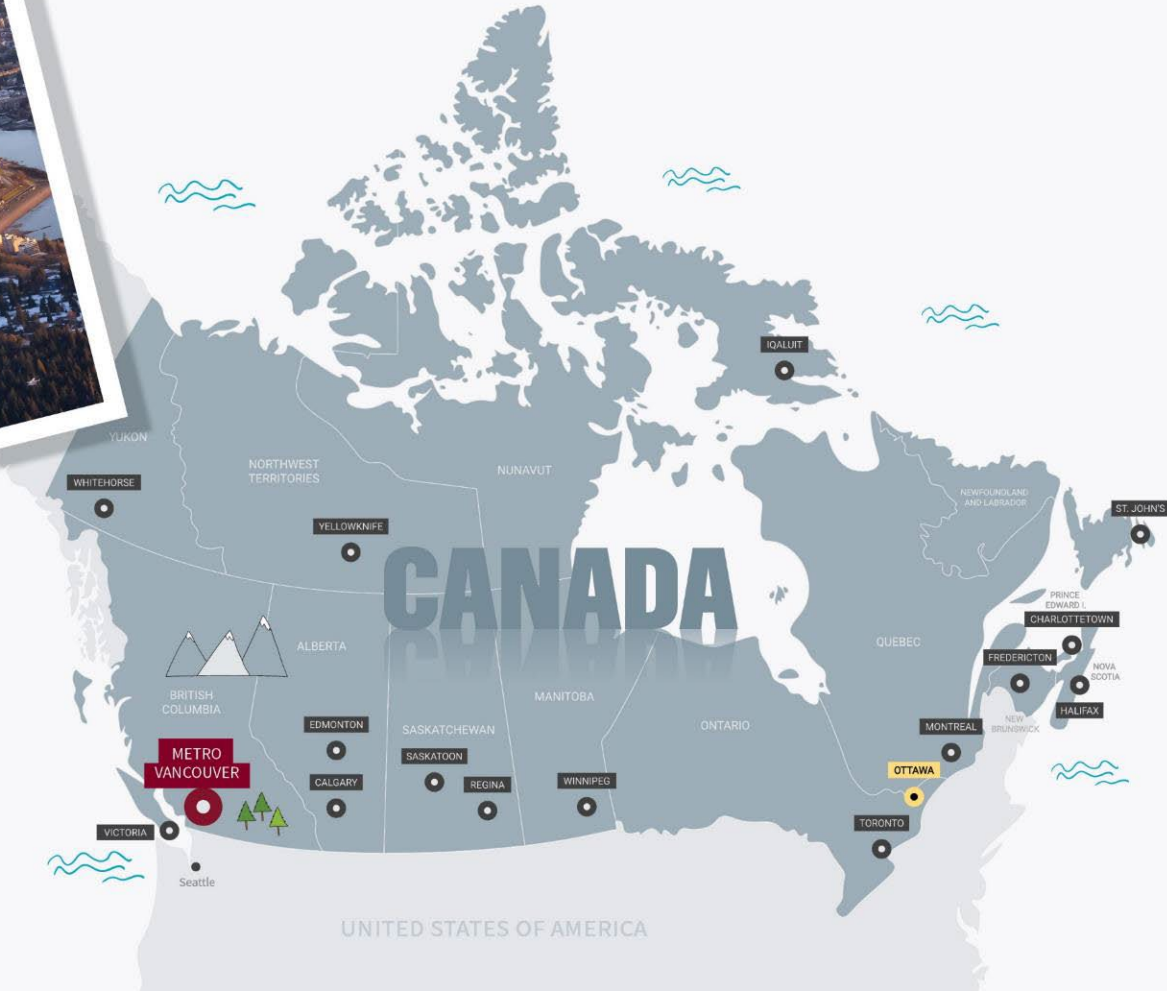 IQALUIT
YUKON
WHITEHORSE
NORTHWEST
TERRITORIES
NUNAVUT
YELLOWKNIFE
NEWFOUNDLAND
AND LABRADOR
ST. JOHN'S
CANADA
PRINCE
EDWARD I.
CHARLOTTETOWN
ALBERTA
QUEBEC
FREDERICTON
NOVA
SCOTIA
BRITISH
COLUMBIA
MANITOBA
HALIFAX
EDMONTON
SASKATCHEWAN
ONTARIO
MONTREAL
NEW
BRUNSWICK
METRO
VANCOUVER
SASKATOON
OTTAWA
CALGARY
REGINA
WINNIPEG
TORONTO
VICTORIA
Seattle
UNITED STATES OF AMERICA